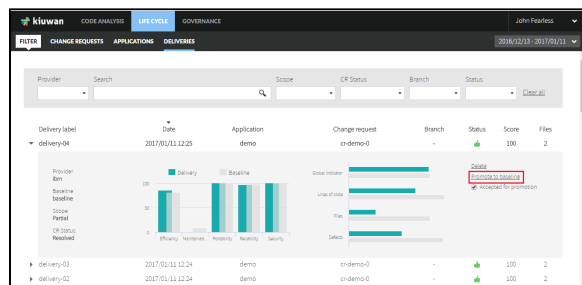 kiuwan CODE ANALYSIS LIFE CYCLE GOVERNANCE John Fearless
FILTER CHANGE REQUESTS APPLICATIONS DELIVERIES 2016/12/13 - 2017/01/11
Provider Search Scope CR Status Branch Status
Clear all
Delivery label Date Application Change request Branch Status Score Files
delivery-04 2017/01/11 12:25 demo cr-demo-0 - 100 2
Provider
ibm
Baseline
baseline
Scope
Partial
CR Status
Resolved
Delivery Baseline
100
50
0
Efficiency Maintainab... Portability Reliability Security
Global indicator
Lines of code
Files
Defects
Delete
Promote to baseline
Accepted for promotion
delivery-03 2017/01/11 12:24 demo cr-demo-0 - 100 2
delivery-02 2017/01/11 12:24 demo cr-demo-0 - 100 2